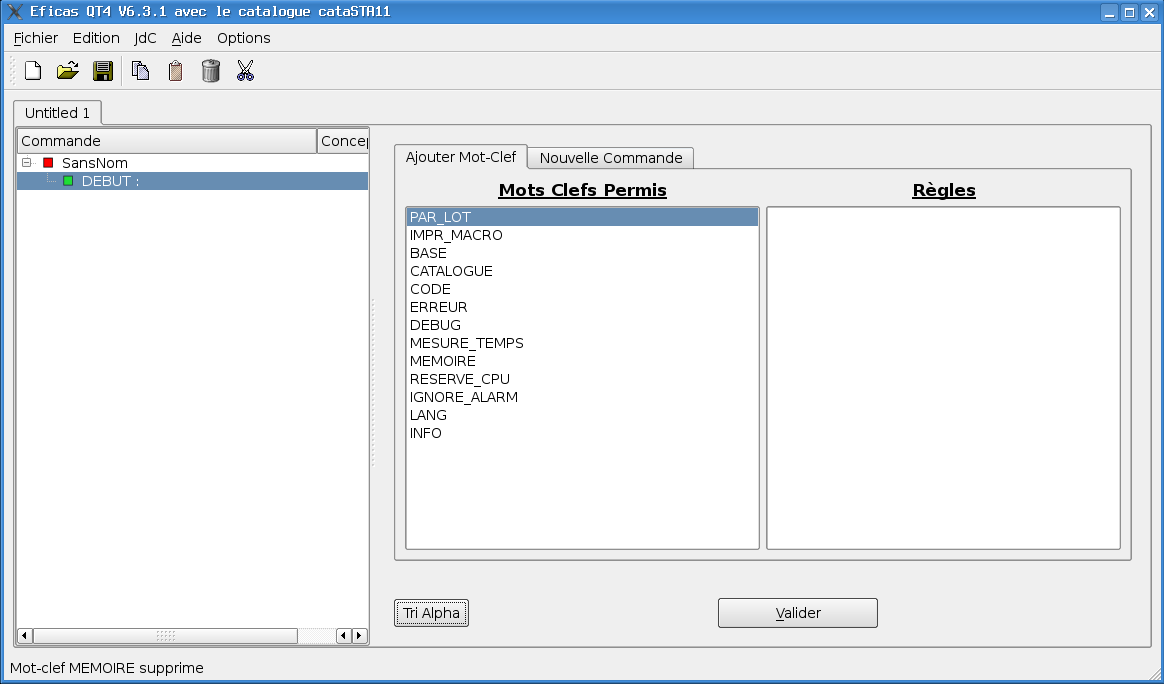 Eficas QT4 V6.3.1 avec le catalogue cataSTA11
Fichier Edition JdC Aide Options
Untitled 1
Commande Concep
SansNom
DEBUT :
Ajouter Mot-Clef Nouvelle Commande
Mots Clefs Permis Règles
PAR_LOT
IMPR_MACRO
BASE
CATALOGUE
CODE
ERREUR
DEBUG
MESURE_TEMPS
MEMOIRE
RESERVE_CPU
IGNORE_ALARM
LANG
INFO
Tri Alpha Valider
Mot-clef MEMOIRE supprime